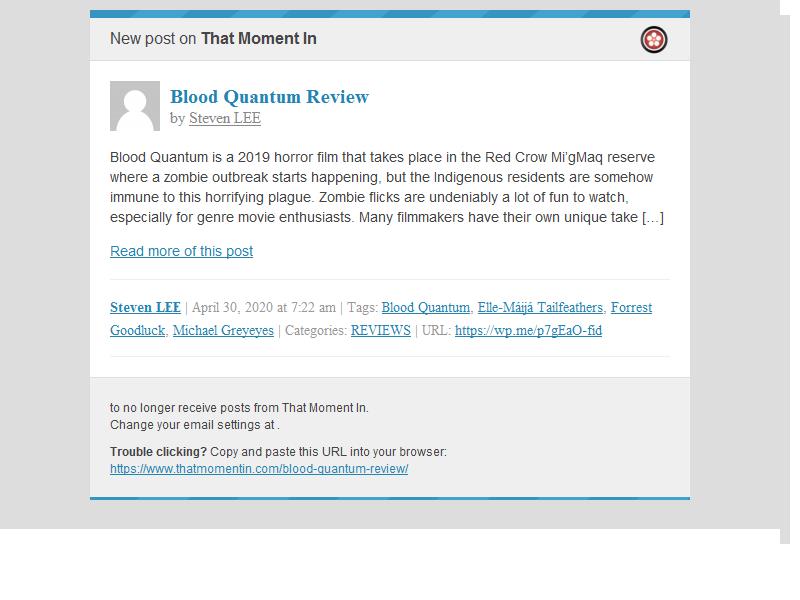 New post on That Moment In
Blood Quantum Review
by Steven LEE
Blood Quantum is a 2019 horror film that takes place in the Red Crow Mi’gMaq reserve
where a zombie outbreak starts happening, but the Indigenous residents are somehow
immune to this horrifying plague. Zombie flicks are undeniably a lot of fun to watch,
especially for genre movie enthusiasts. Many filmmakers have their own unique take […]
Read more of this post
Steven LEE | April 30, 2020 at 7:22 am | Tags: Blood Quantum, Elle-Máijá Tailfeathers, Forrest
Goodluck, Michael Greyeyes | Categories: REVIEWS | URL: https://wp.me/p7gEaO-fid
to no longer receive posts from That Moment In.
Change your email settings at .
Trouble clicking? Copy and paste this URL into your browser:
https://www.thatmomentin.com/blood-quantum-review/